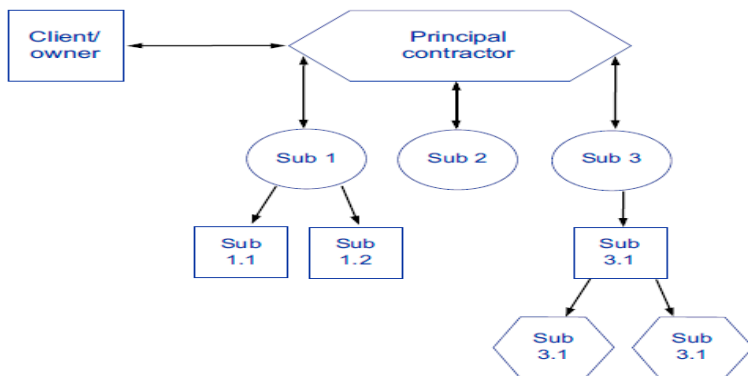 Client/
owner
Principal
contractor
Sub 1
Sub 2
Sub 3
Sub
1.1
Sub
1.2
Sub
3.1
Sub
3.1
Sub
3.1